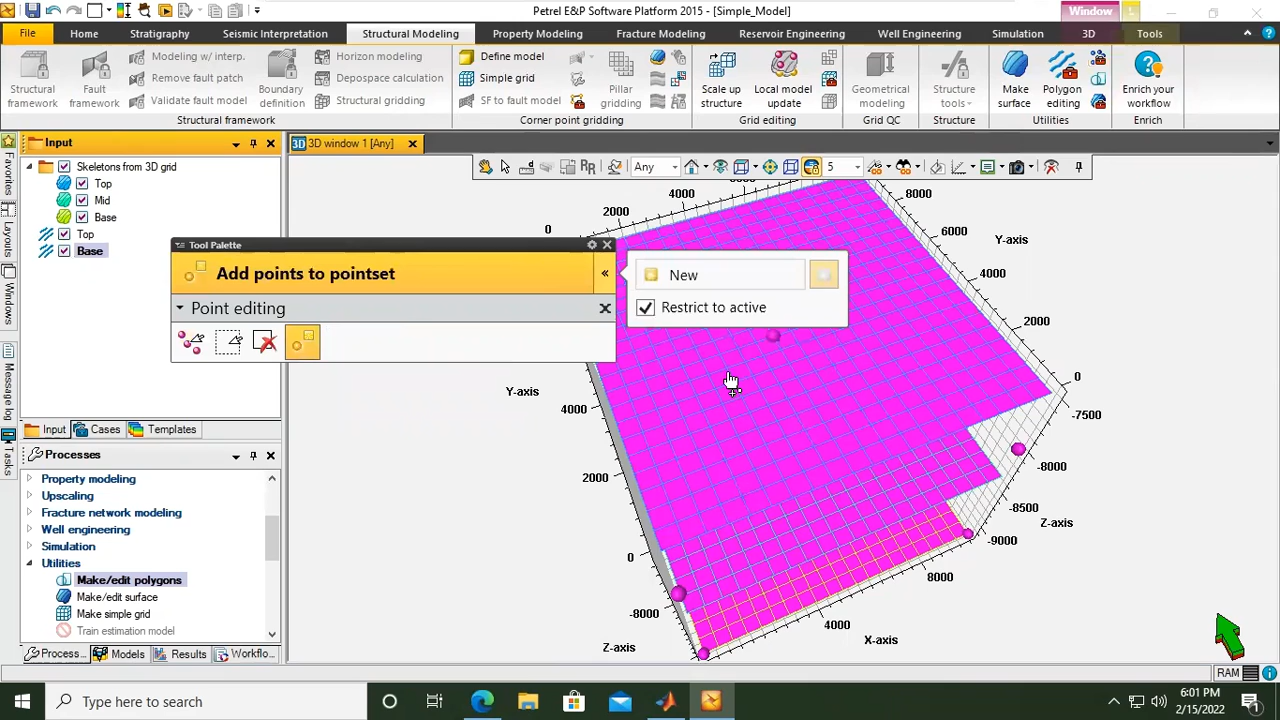 Petrel E&P Software Platform 2015 - [Simple_Model]
Window
L
File
Home
Stratigraphy
Seismic Interpretation
Structural Modeling
Property Modeling
Fracture Modeling
Reservoir Engineering
Well Engineering
Simulation
3D
Tools
Structural framework
Fault framework
Modeling w/ interp.
Remove fault patch
Validate fault model
Boundary definition
Horizon modeling
Depospace calculation
Structural gridding
Structural framework
Define model
Simple grid
SF to fault model
Pillar gridding
Corner point gridding
Scale up structure
Local model update
Grid editing
Geometrical modeling
Grid QC
Structure tools
Structure
Make surface
Polygon editing
Utilities
Enrich your workflow
Enrich
Favorites
Layouts
Windows
Message log
Tasks
Input
Skeletons from 3D grid
Top
Mid
Base
Top
Base
Input
Cases
Templates
Processes
Property modeling
Upscaling
Fracture network modeling
Well engineering
Simulation
Utilities
Make/edit polygons
Make/edit surface
Make simple grid
Train estimation model
Process...
Models
Results
Workflo...
3D window 1 [Any]
Any
5
Tool Palette
Add points to pointset
Point editing
New
Restrict to active
0
2000
4000
8000
6000
4000
2000
0
Y-axis
-7500
-8000
-8500
-9000
Z-axis
Y-axis
4000
2000
0
-8000
Z-axis
4000
8000
X-axis
RAM
Type here to search
6:01 PM
2/15/2022
1